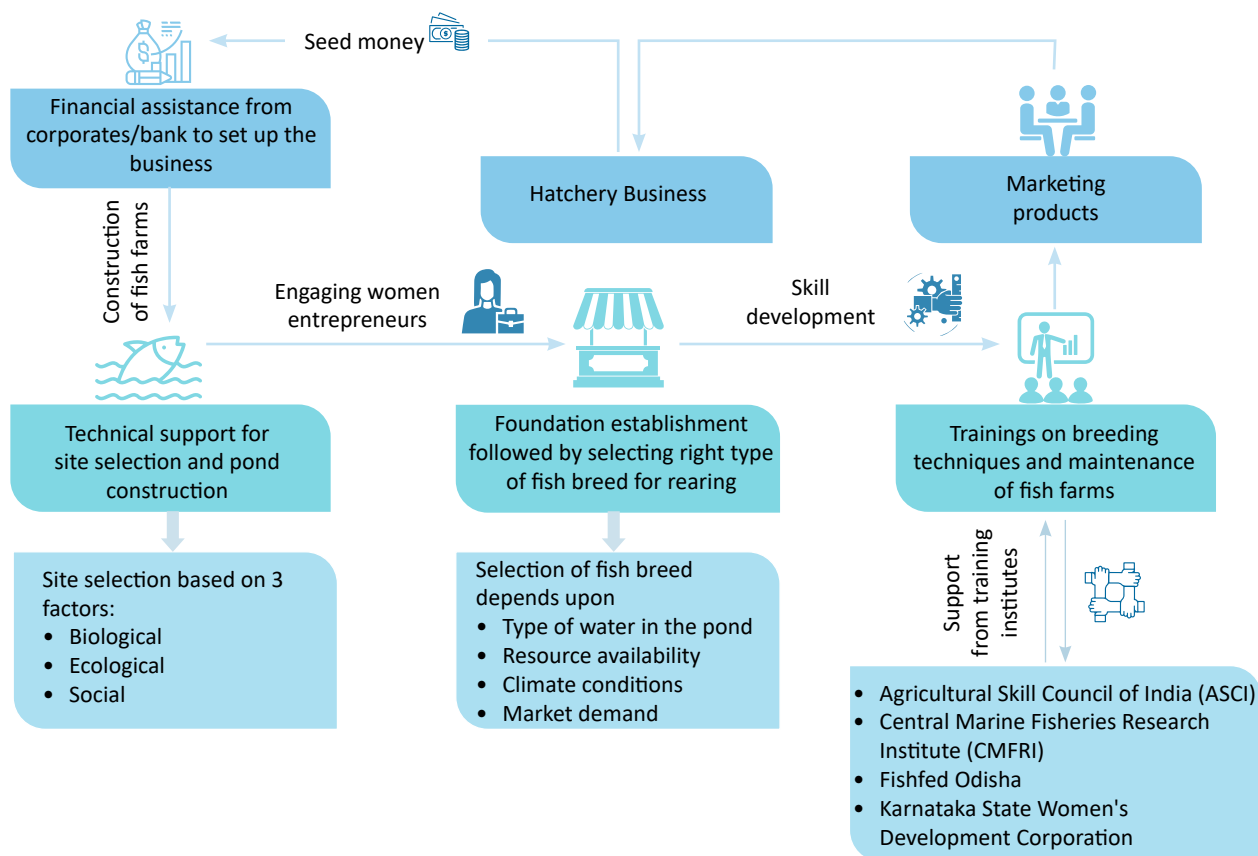 Seed money
Financial assistance from
corporates/bank to set up the
business
Hatchery Business
Marketing
products
Construction
of fish farms
Engaging women
entrepreneurs
Skill
development
Technical support for
site selection and pond
construction
Foundation establishment
followed by selecting right type
of fish breed for rearing
Trainings on breeding
techniques and maintenance
of fish farms
Site selection based on 3
factors:
• Biological
• Ecological
• Social
Selection of fish breed
depends upon
• Type of water in the pond
• Resource availability
• Climate conditions
• Market demand
Support
from training
institutes
• Agricultural Skill Council of India (ASCI)
• Central Marine Fisheries Research
Institute (CMFRI)
• Fishfed Odisha
• Karnataka State Women's
Development Corporation